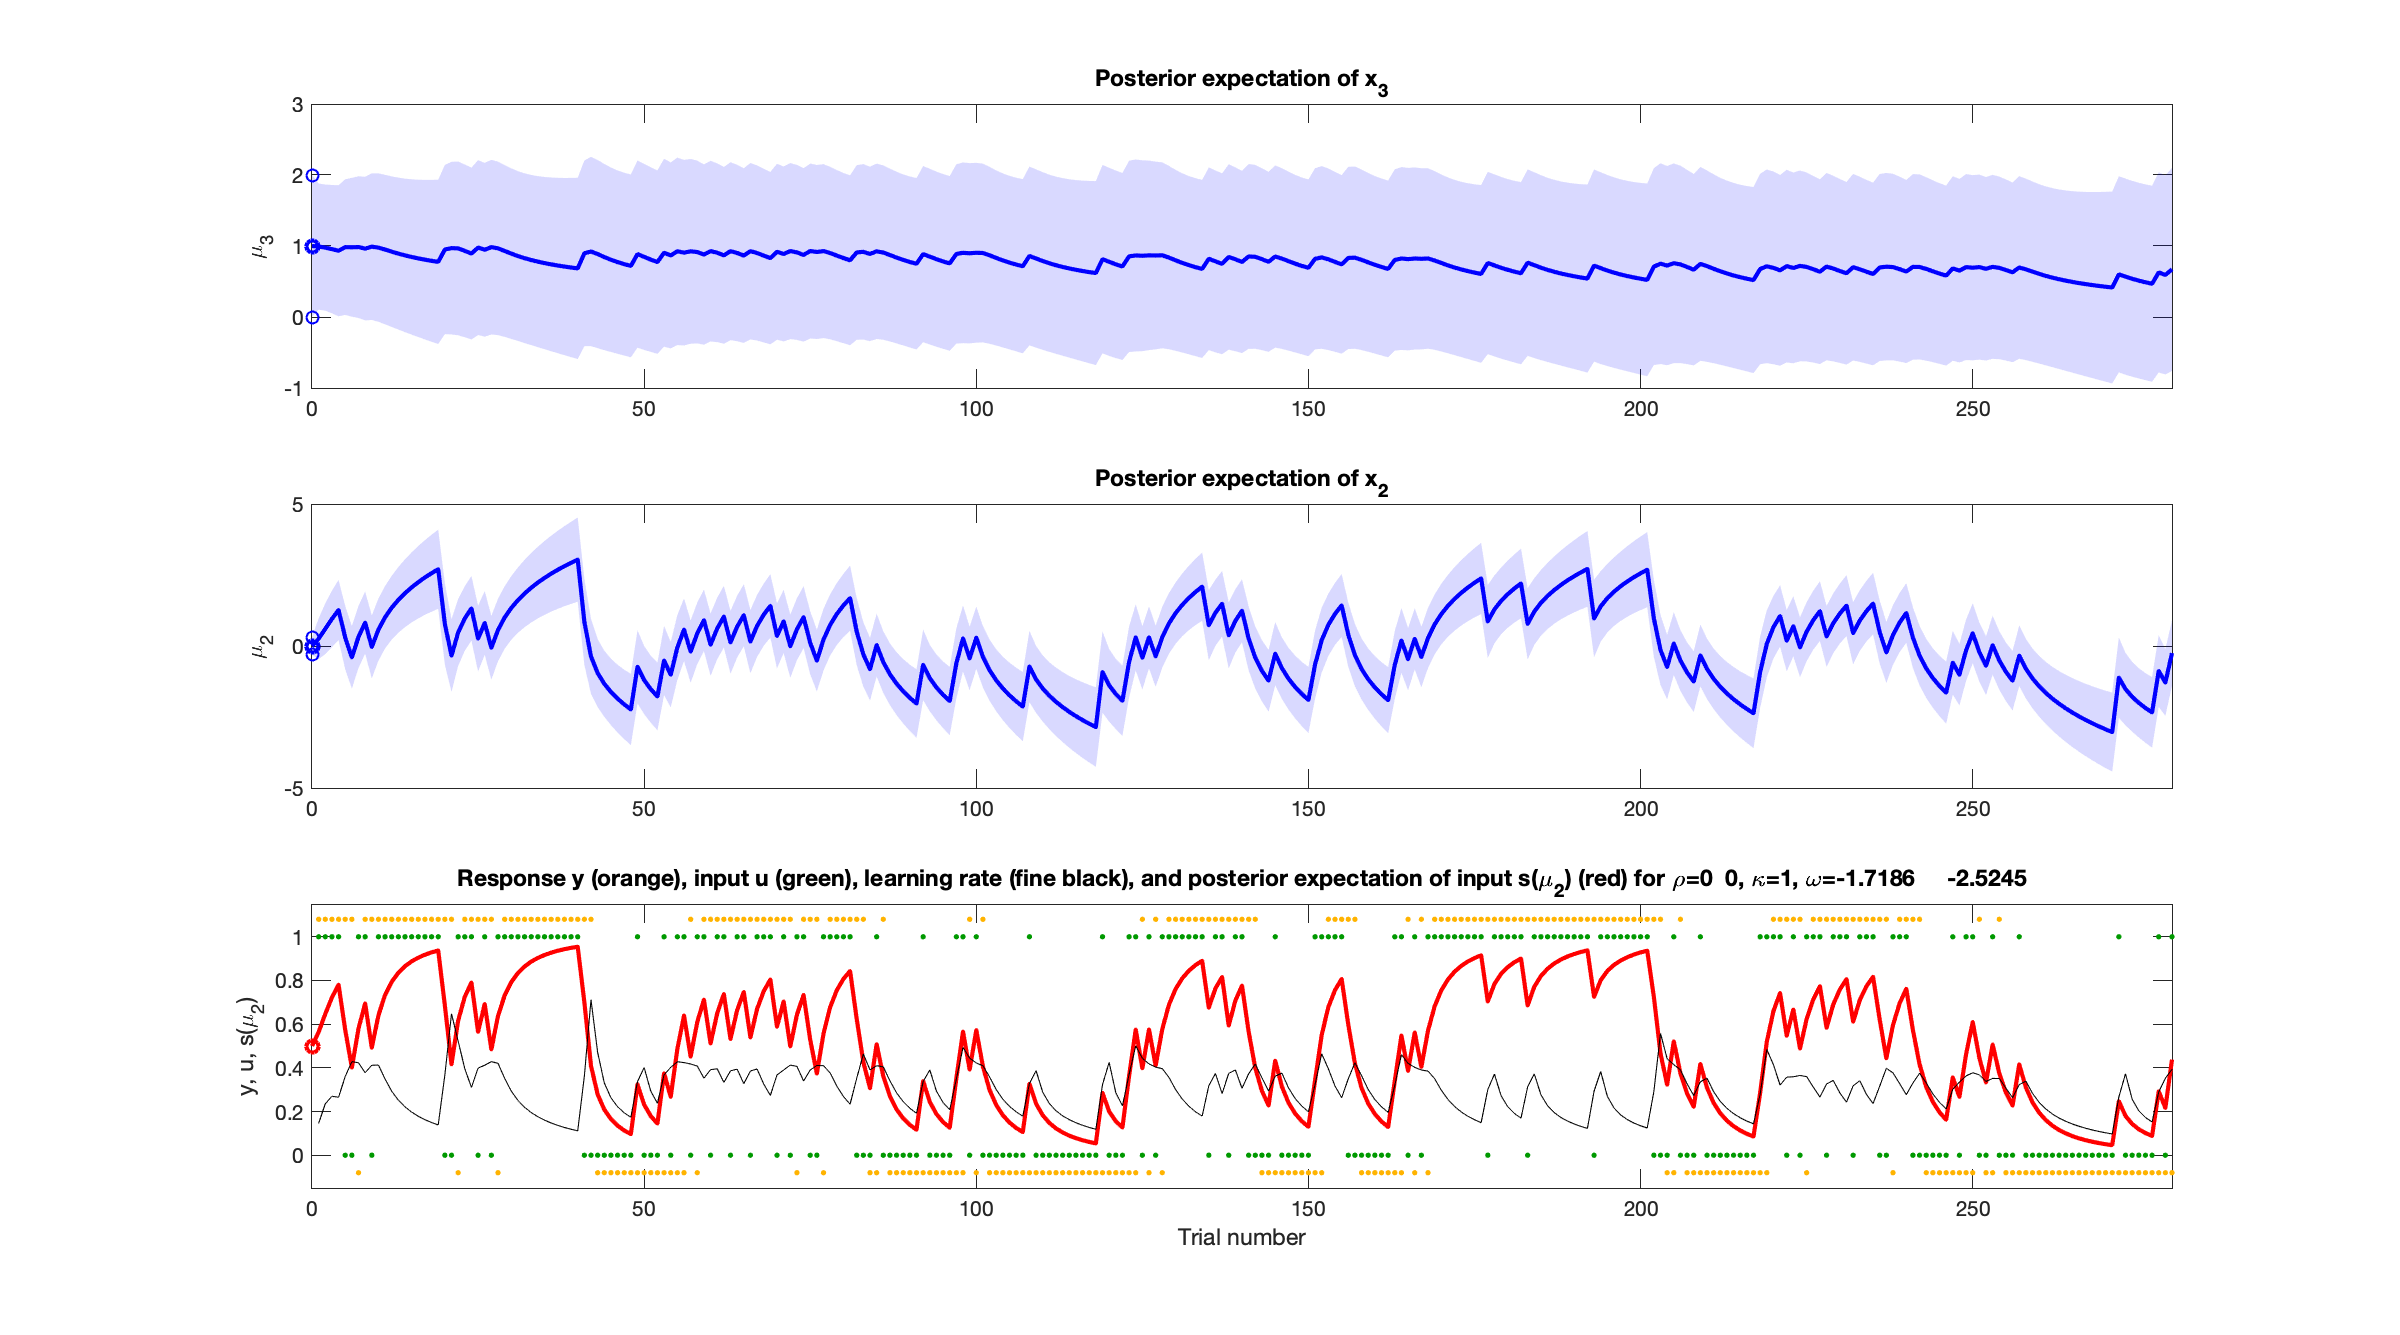 Posterior expectation of x3
3
2
1
0
-1
μ3
0 50 100 150 200 250
Posterior expectation of x2
5
0
-5
μ2
0 50 100 150 200 250
Response y (orange), input u (green), learning rate (fine black), and posterior expectation of input s(μ2) (red) for ρ=0 0, κ=1, ω=-1.7186 -2.5245
1
0.8
0.6
0.4
0.2
0
y, u, s(μ2)
0 50 100 150 200 250
Trial number